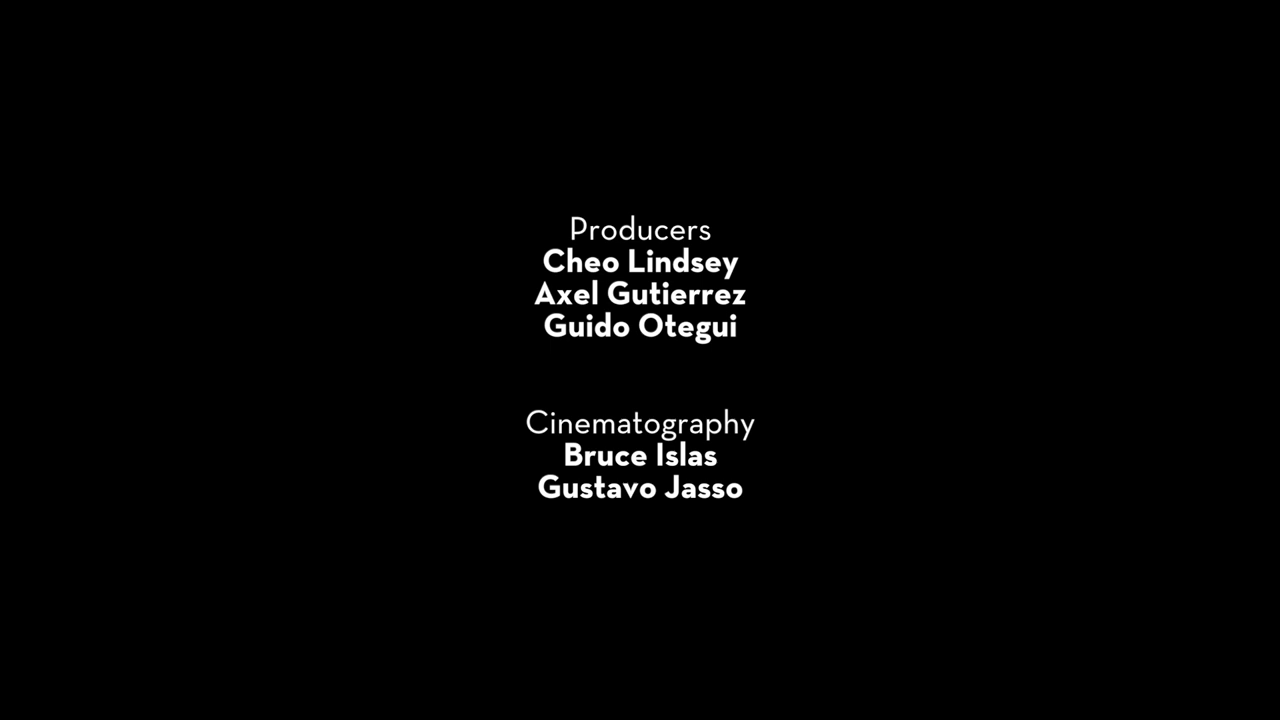 Producers
Cheo Lindsey
Axel Gutierrez
Guido Otegui
Cinematography
Bruce Islas
Gustavo Jasso